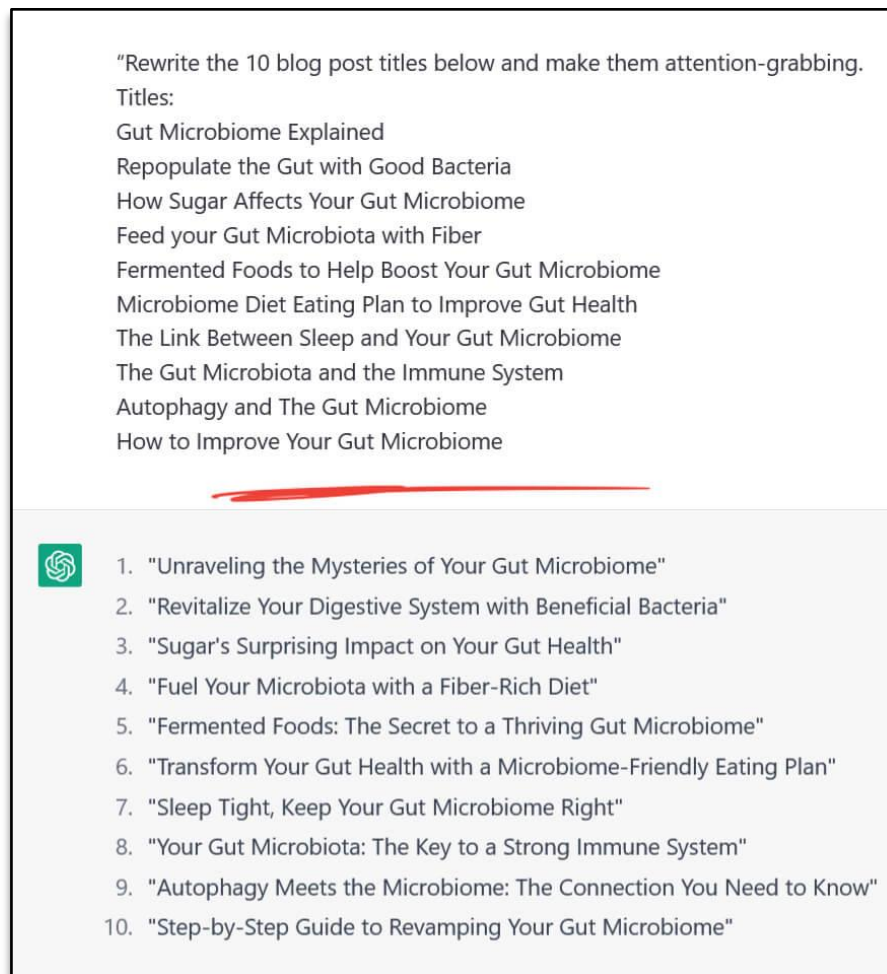 “Rewrite the 10 blog post titles below and make them attention-grabbing.
Titles:
Gut Microbiome Explained
Repopulate the Gut with Good Bacteria
How Sugar Affects Your Gut Microbiome
Feed your Gut Microbiota with Fiber
Fermented Foods to Help Boost Your Gut Microbiome
Microbiome Diet Eating Plan to Improve Gut Health
The Link Between Sleep and Your Gut Microbiome
The Gut Microbiota and the Immune System
Autophagy and The Gut Microbiome
How to Improve Your Gut Microbiome
1. "Unraveling the Mysteries of Your Gut Microbiome"
2. "Revitalize Your Digestive System with Beneficial Bacteria"
3. "Sugar's Surprising Impact on Your Gut Health"
4. "Fuel Your Microbiota with a Fiber-Rich Diet"
5. "Fermented Foods: The Secret to a Thriving Gut Microbiome"
6. "Transform Your Gut Health with a Microbiome-Friendly Eating Plan"
7. "Sleep Tight, Keep Your Gut Microbiome Right"
8. "Your Gut Microbiota: The Key to a Strong Immune System"
9. "Autophagy Meets the Microbiome: The Connection You Need to Know"
10. "Step-by-Step Guide to Revamping Your Gut Microbiome"